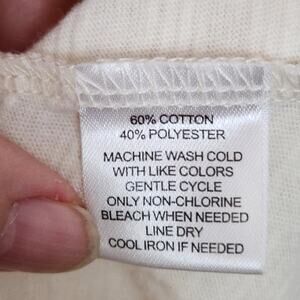 60% COTTON
40% POLYESTER
MACHINE WASH COLD
WITH LIKE COLORS
GENTLE CYCLE
ONLY NON-CHLORINE
BLEACH WHEN NEEDED
LINE DRY
COOL IRON IF NEEDED